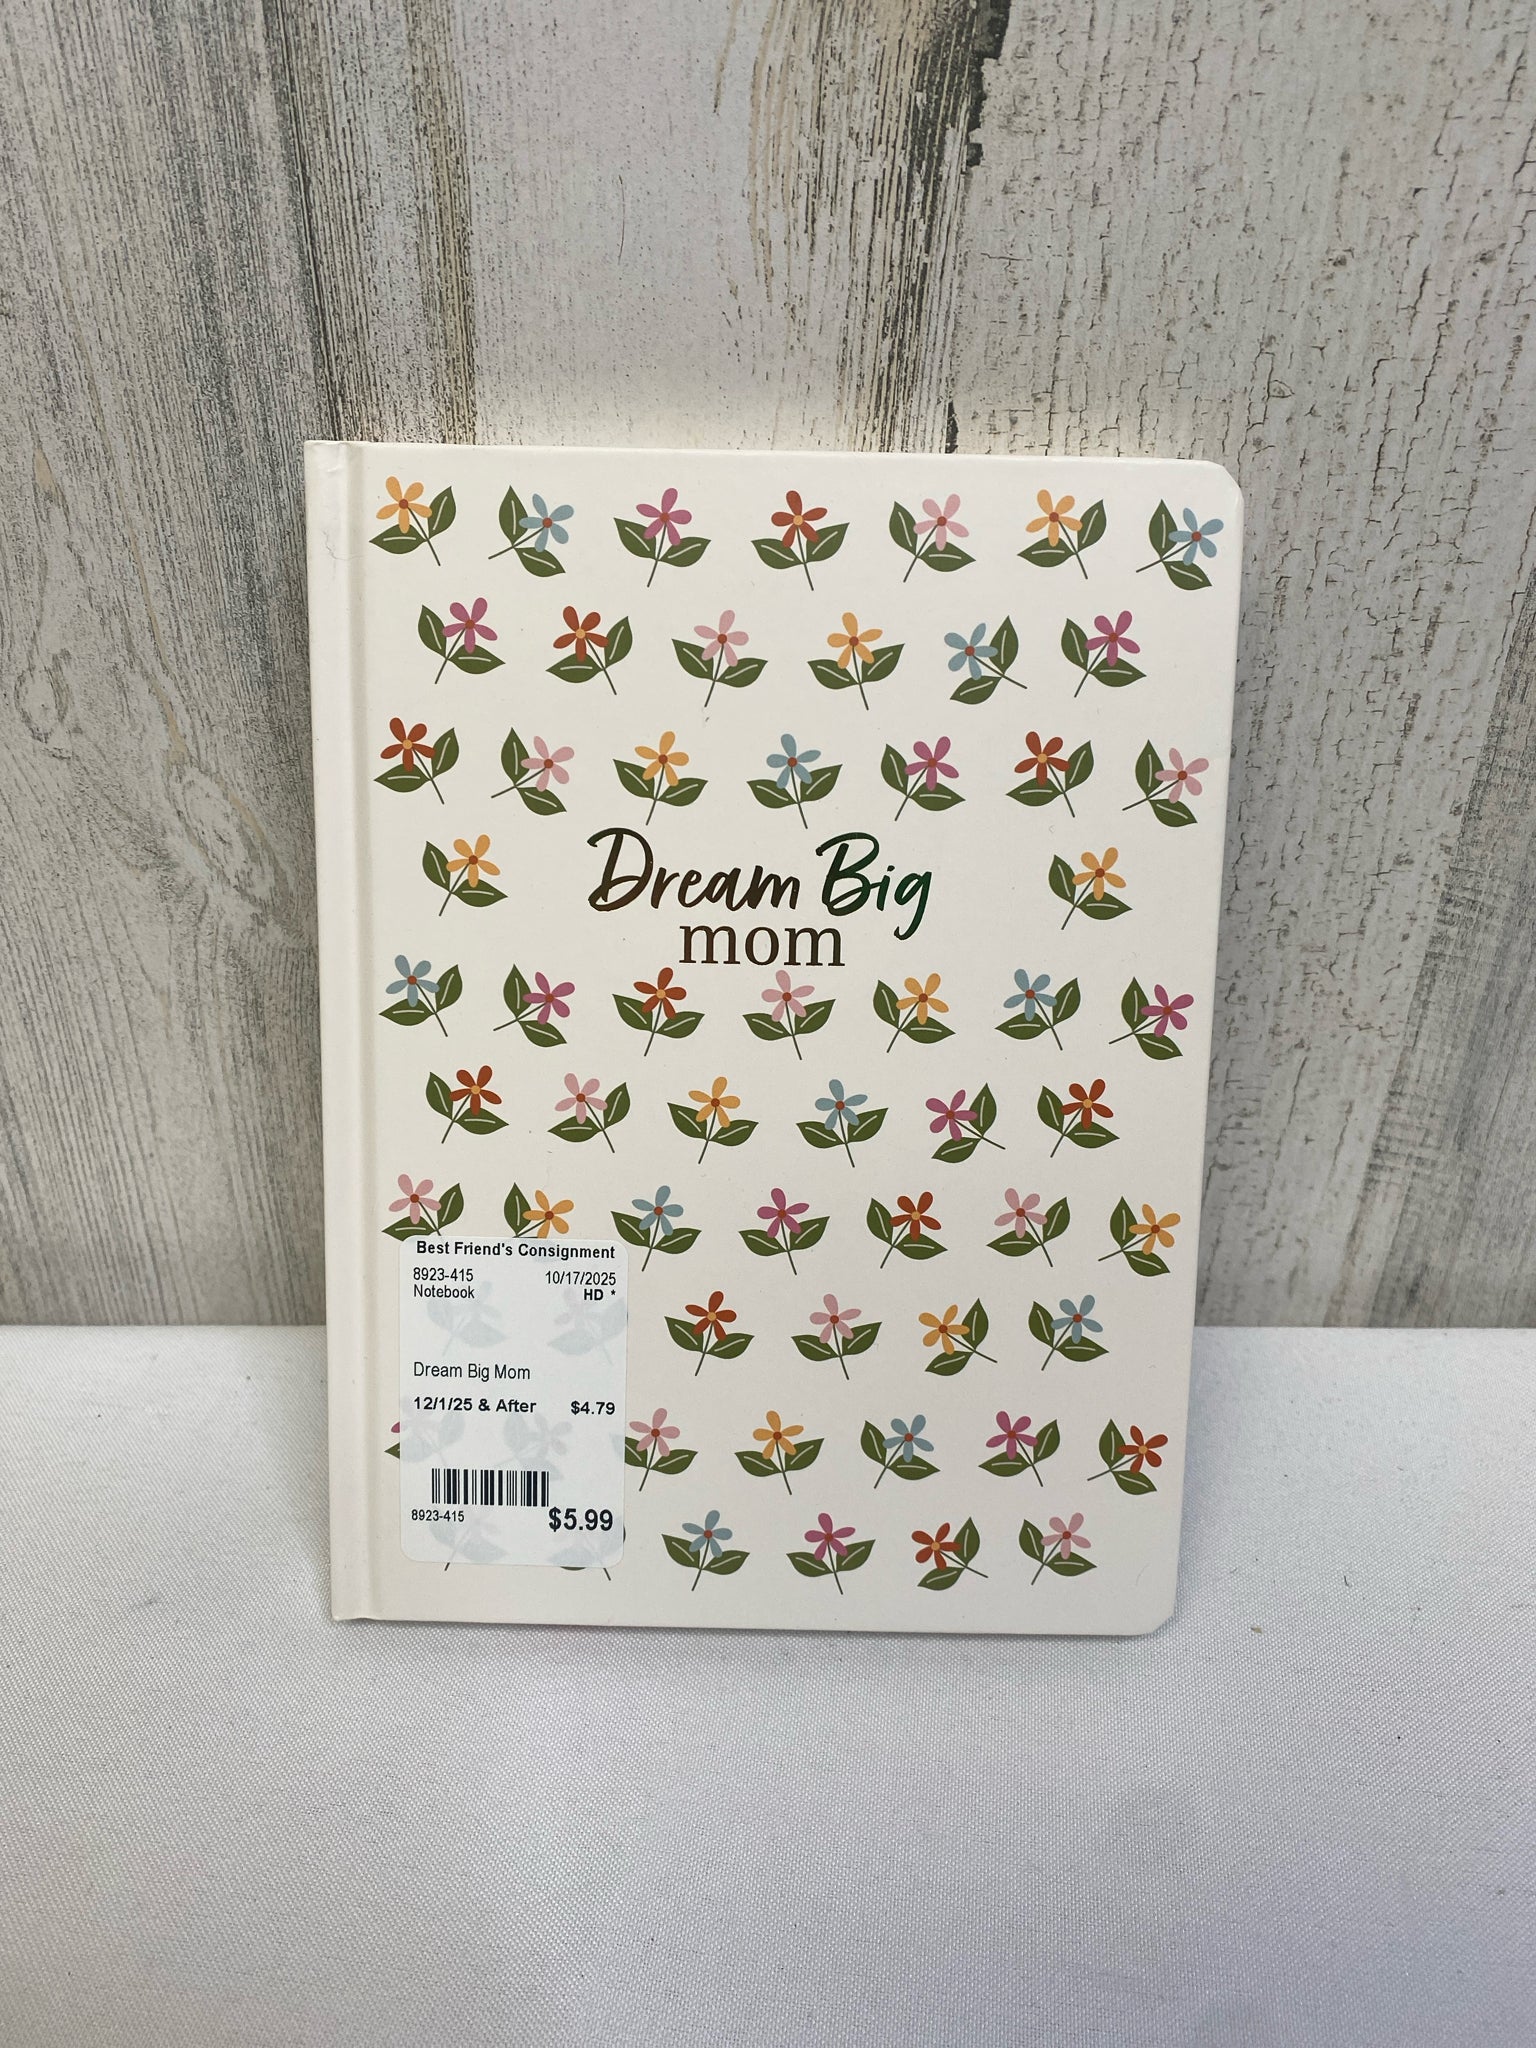 Dream Big
mom
Best Friend's Consignment
8923-415 10/17/2025
Notebook HD *
Dream Big Mom
12/1/25 & After $4.79
8923-415 $5.99